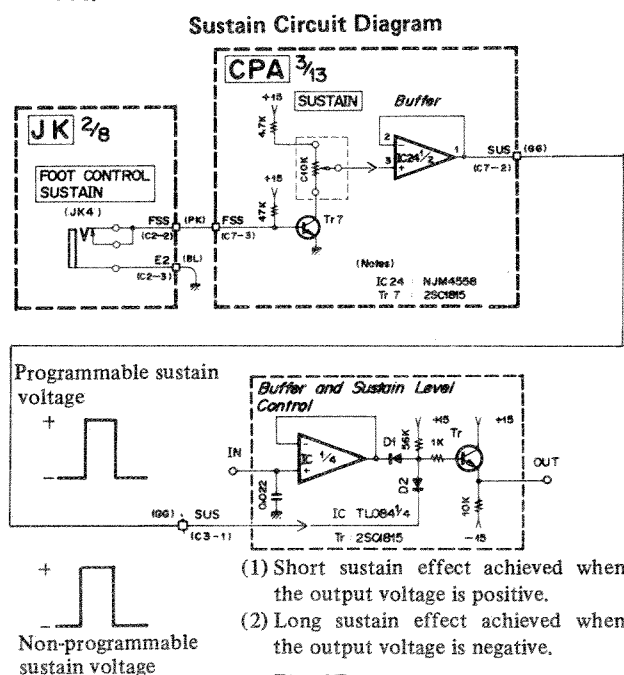 Sustain Circuit Diagram
CPA 3/13
+15
SUSTAIN
Buffer
4.7K
C10K
2
1
IC24 1/2
3
SUS (GG)
(C7-2)
JK 2/8
FOOT CONTROL
SUSTAIN
(JK4)
FSS (PK) FSS
(C2-2) (C7-3)
+15
47K
Tr7
E2 (BL)
(C2-3)
(Notes)
IC 24 : NJM4558
Tr 7 : 2SC1815
Programmable sustain
voltage
+
-
Buffer and Sustain Level
Control
IN
IC 1/4
0.022
D1
56K
+15
1K
Tr
+15
D2
OUT
10K
-15
(GG) SUS
(C3-1)
IC TL084 1/4
Tr : 2SC1815
+
-
Non-programmable
sustain voltage
(1) Short sustain effect achieved when
the output voltage is positive.
(2) Long sustain effect achieved when
the output voltage is negative.